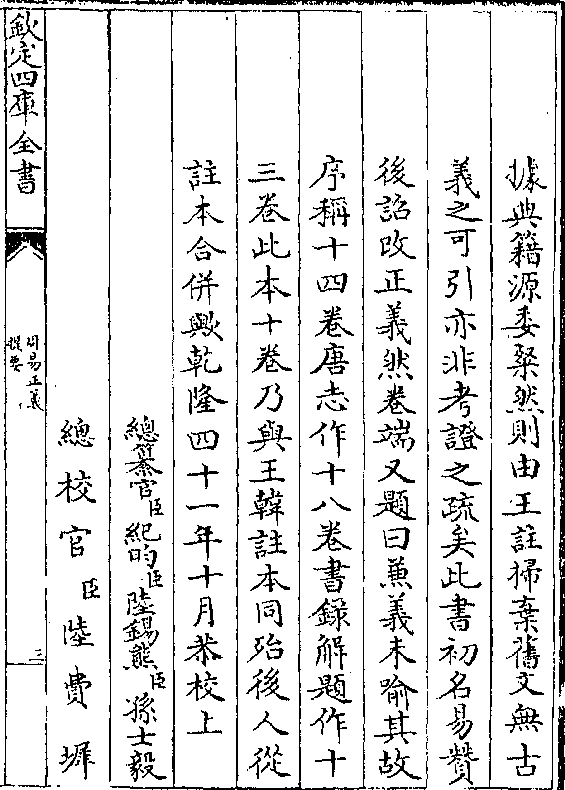 據典籍源委粲然則由王註掃棄舊文無古
義之可引亦非考證之疏矣此書初名易賛
後詔改正義然卷端又題曰兼義未喻其故
序稱十四卷唐志作十八卷書録解題作十
三卷此本十卷乃與王韓註本同殆後人從
註本合併歟乾隆四十一年十月恭校上
總纂官臣紀昀臣陸錫熊臣孫士毅
總校官臣陸費墀
欽定四庫全書
周易正義
提要
三